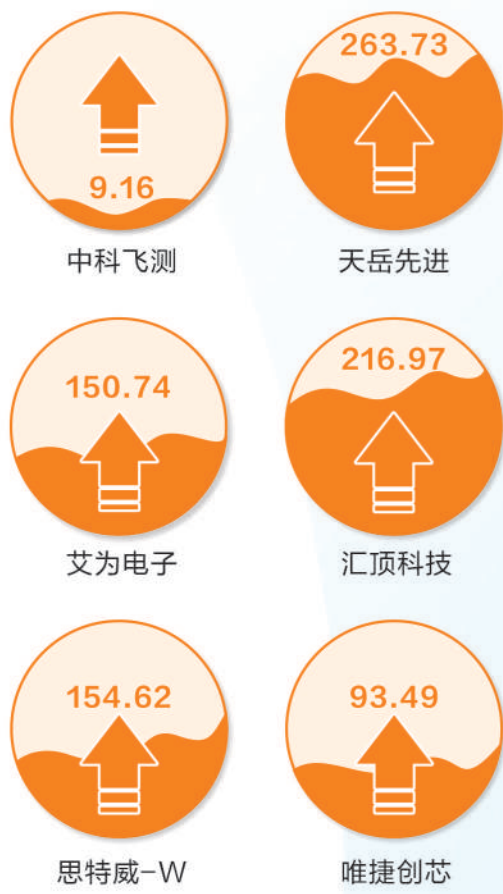 9.16
263.73
中科飞测
天岳先进
150.74
216.97
艾为电子
汇顶科技
154.62
93.49
思特威-W
唯捷创芯